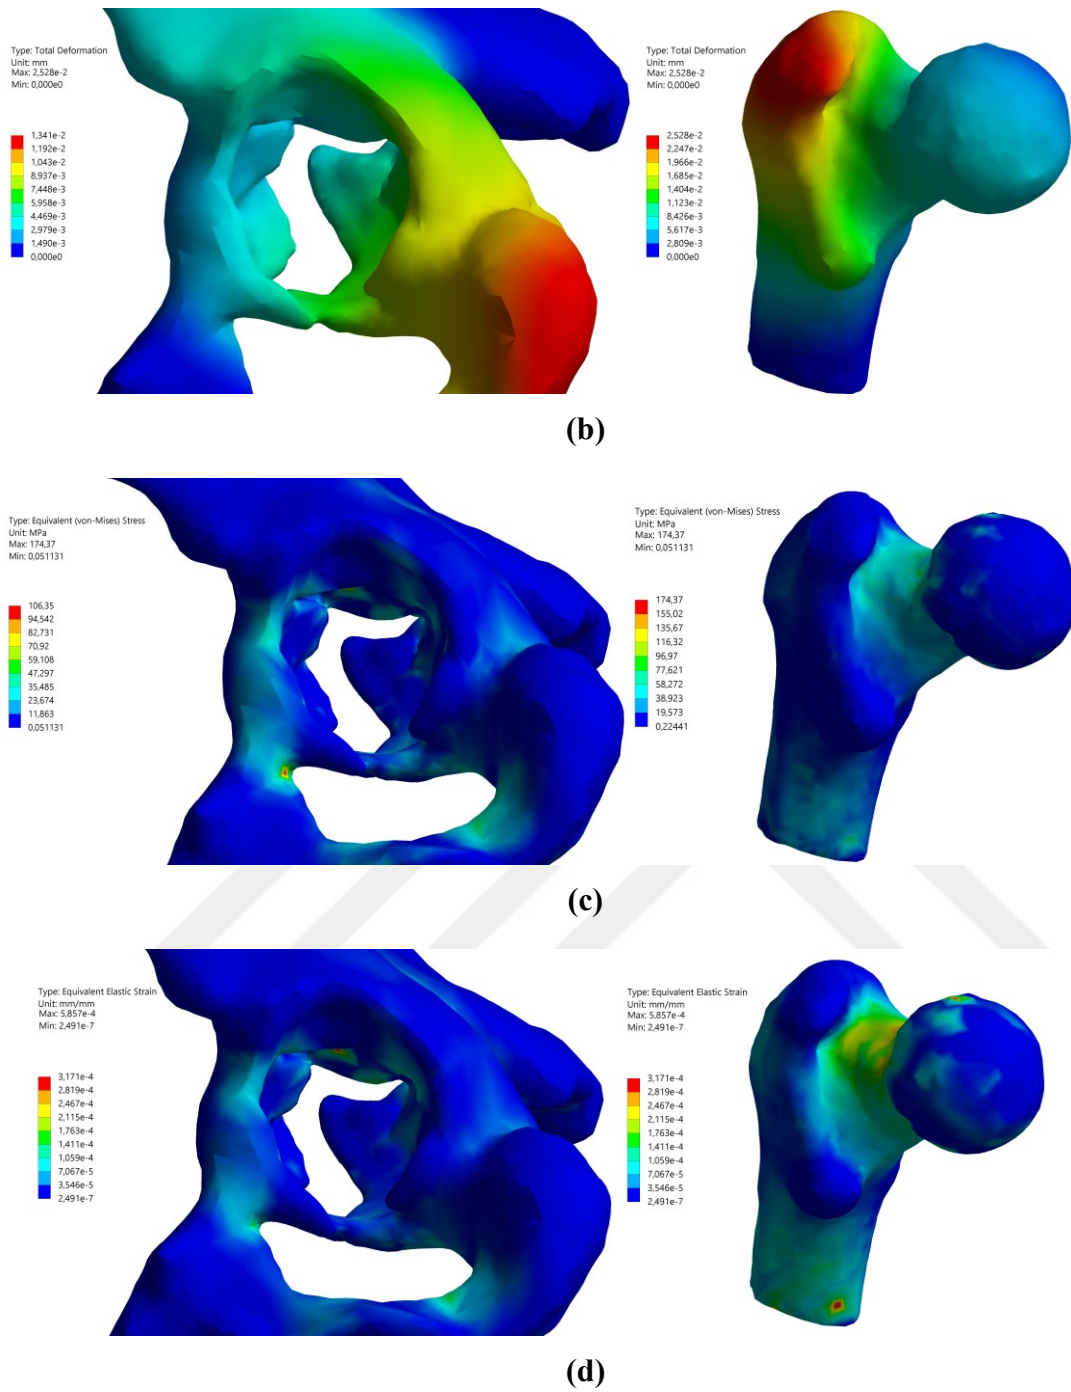 Type: Total Deformation
Unit: mm
Max: 2,528e-2
Min: 0,000e0
1,341e-2
1,192e-2
1,043e-2
8,937e-3
7,448e-3
5,958e-3
4,469e-3
2,979e-3
1,490e-3
0,000e0
Type: Total Deformation
Unit: mm
Max: 2,528e-2
Min: 0,000e0
2,528e-2
2,247e-2
1,966e-2
1,685e-2
1,404e-2
1,123e-2
8,426e-3
5,617e-3
2,809e-3
0,000e0
(b)
Type: Equivalent (von-Mises) Stress
Unit: MPa
Max: 174,37
Min: 0,051131
106,35
94,542
82,731
70,92
59,108
47,297
35,485
23,674
11,863
0,051131
Type: Equivalent (von-Mises) Stress
Unit: MPa
Max: 174,37
Min: 0,051131
174,37
155,02
135,67
116,32
96,97
77,621
58,272
38,923
19,573
0,22441
(c)
Type: Equivalent Elastic Strain
Unit: mm/mm
Max: 5,857e-4
Min: 2,491e-7
3,171e-4
2,819e-4
2,467e-4
2,115e-4
1,763e-4
1,411e-4
1,059e-4
7,067e-5
3,546e-5
2,491e-7
Type: Equivalent Elastic Strain
Unit: mm/mm
Max: 5,857e-4
Min: 2,491e-7
3,171e-4
2,819e-4
2,467e-4
2,115e-4
1,763e-4
1,411e-4
1,059e-4
7,067e-5
3,546e-5
2,491e-7
(d)